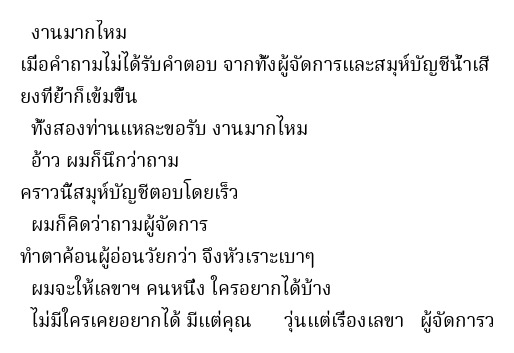 งานมากไหม
เมื่อคำถามไม่ได้รับคำตอบ จากทั้งผู้จัดการและสมุห์บัญชีน้ำเสี
ยงที่ย้ำก็เข้มขึ้น
ทั้งสองท่านแหละขอรับ งานมากไหม
อ้าว ผมก็นึกว่าถาม
คราวนี้สมุห์บัญชีตอบโดยเร็ว
ผมก็คิดว่าถามผู้จัดการ
ทำตาค้อนผู้อ่อนวัยกว่า จึงหัวเราะเบาๆ
ผมจะให้เลขาฯ คนหนึ่ง ใครอยากได้บ้าง
ไม่มีใครเคยอยากได้ มีแต่คุณ วุ่นแต่เรื่องเลขา ผู้จัดการว